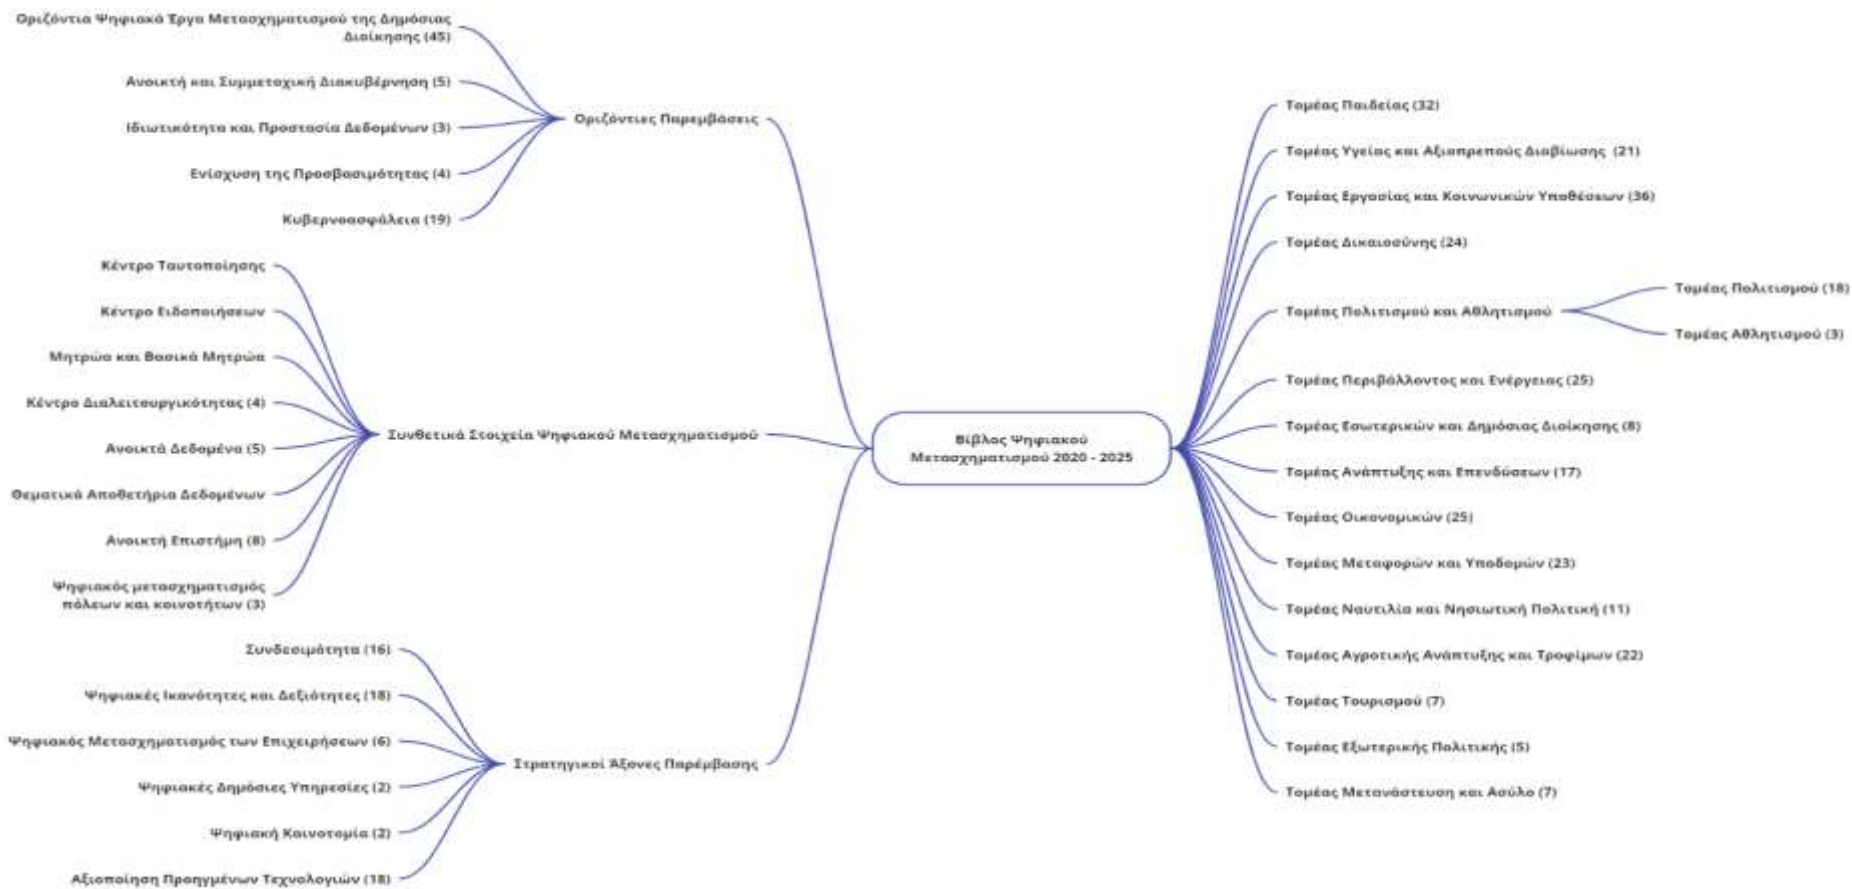 Οριζόντια Ψηφιακά Έργα Μετασχηματισμού της Δημόσιας
Διοίκησης (45)
Ανοικτή και Συμμετοχική Διακυβέρνηση (5)
Ιδιωτικότητα και Προστασία Δεδομένων (3)
Ενίσχυση της Προσβασιμότητας (4)
Κυβερνοασφάλεια (19)
Οριζόντιες Παρεμβάσεις
Κέντρο Ταυτοποίησης
Κέντρο Ειδοποιήσεων
Μητρώα και Βασικά Μητρώα
Κέντρο Διαλειτουργικότητας (4)
Ανοικτά Δεδομένα (5)
Θεματικά Αποθετήρια Δεδομένων
Ανοικτή Επιστήμη (8)
Ψηφιακός μετασχηματισμός
πόλεων και κοινοτήτων (3)
Συνθετικά Στοιχεία Ψηφιακού Μετασχηματισμού
Συνδεσιμότητα (16)
Ψηφιακές Ικανότητες και Δεξιότητες (18)
Ψηφιακός Μετασχηματισμός των Επιχειρήσεων (6)
Ψηφιακές Δημόσιες Υπηρεσίες (2)
Ψηφιακή Καινοτομία (2)
Αξιοποίηση Προηγμένων Τεχνολογιών (18)
Στρατηγικοί Άξονες Παρέμβασης
Βίβλος Ψηφιακού
Μετασχηματισμού 2020 - 2025
Τομέας Παιδείας (32)
Τομέας Υγείας και Αξιοπρεπούς Διαβίωσης (21)
Τομέας Εργασίας και Κοινωνικών Υποθέσεων (36)
Τομέας Δικαιοσύνης (24)
Τομέας Πολιτισμού και Αθλητισμού
Τομέας Πολιτισμού (18)
Τομέας Αθλητισμού (3)
Τομέας Περιβάλλοντος και Ενέργειας (25)
Τομέας Εσωτερικών και Δημόσιας Διοίκησης (8)
Τομέας Ανάπτυξης και Επενδύσεων (17)
Τομέας Οικονομικών (25)
Τομέας Μεταφορών και Υποδομών (23)
Τομέας Ναυτιλία και Νησιωτική Πολιτική (11)
Τομέας Αγροτικής Ανάπτυξης και Τροφίμων (22)
Τομέας Τουρισμού (7)
Τομέας Εξωτερικής Πολιτικής (5)
Τομέας Μετανάστευση και Ασύλο (7)